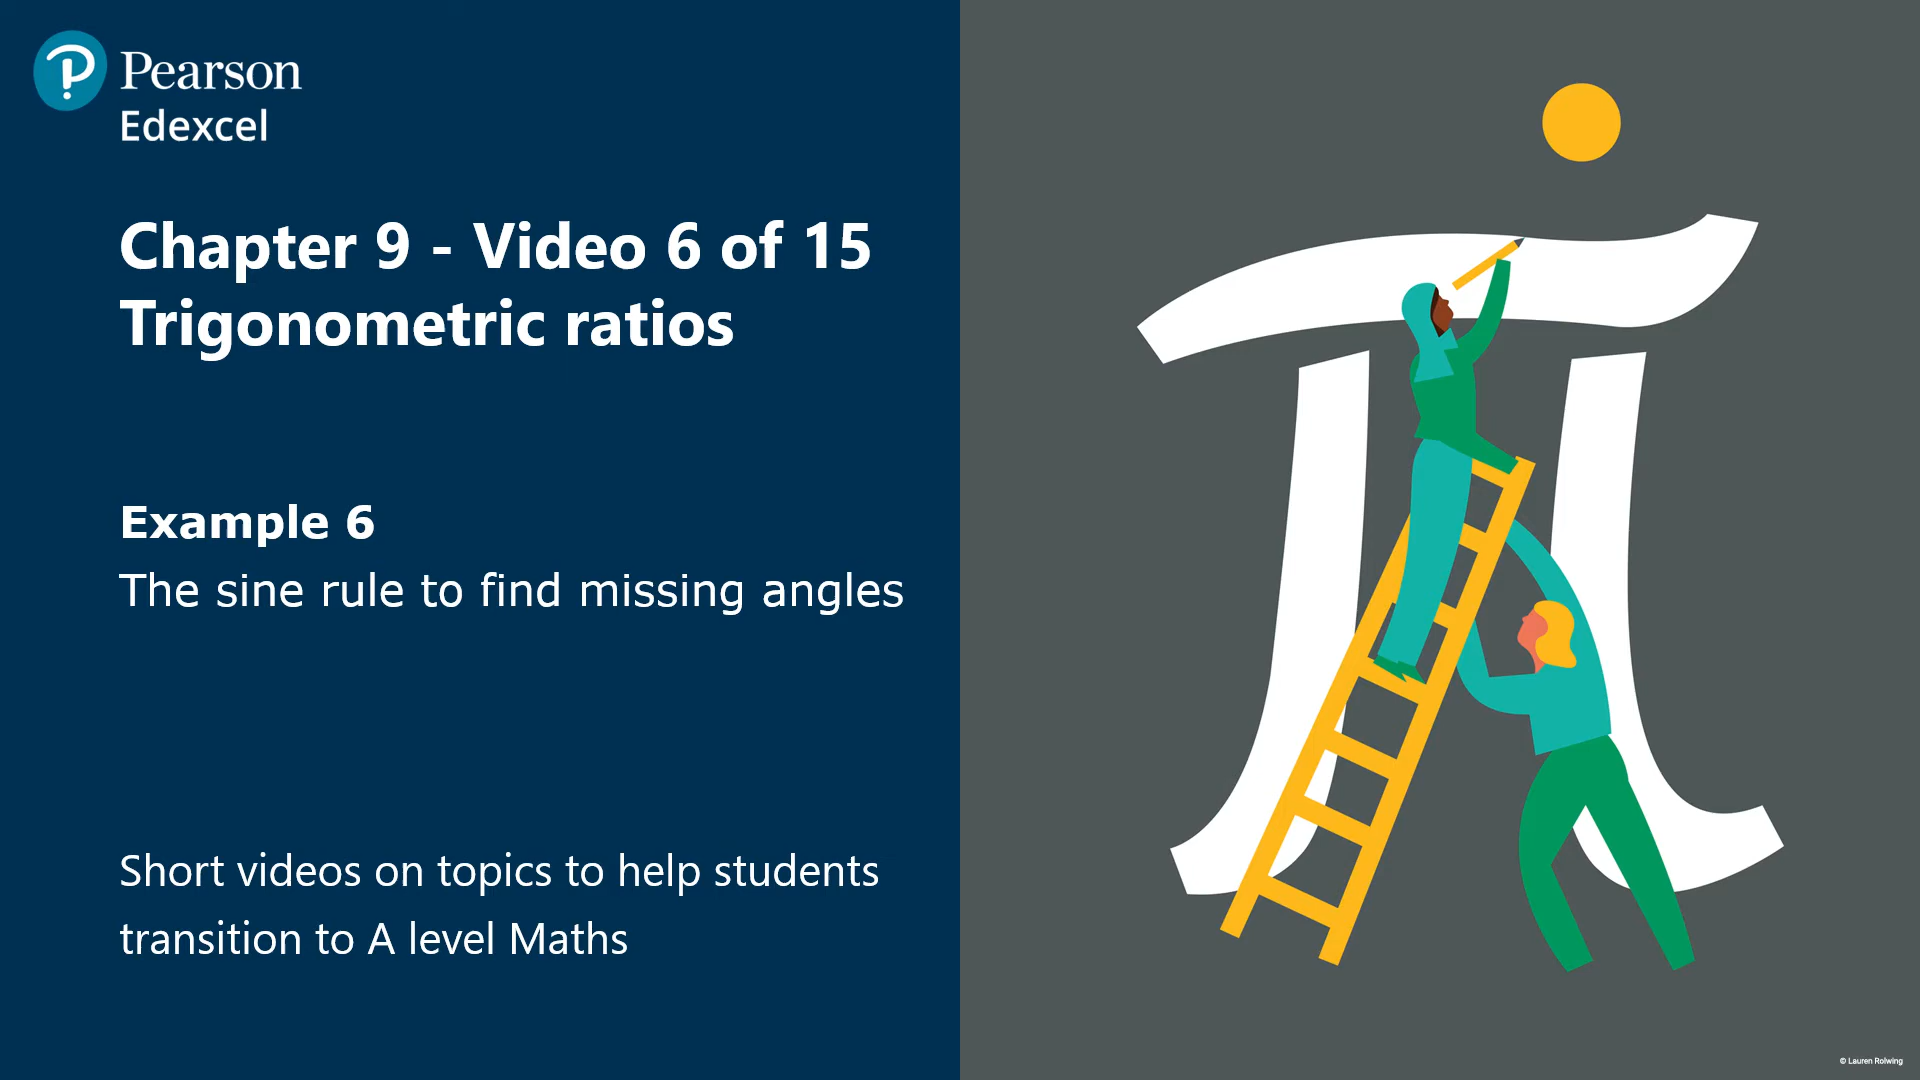 Pearson
Edexcel
Chapter 9 - Video 6 of 15
Trigonometric ratios
Example 6
The sine rule to find missing angles
Short videos on topics to help students
transition to A level Maths
© Lauren Rolwing